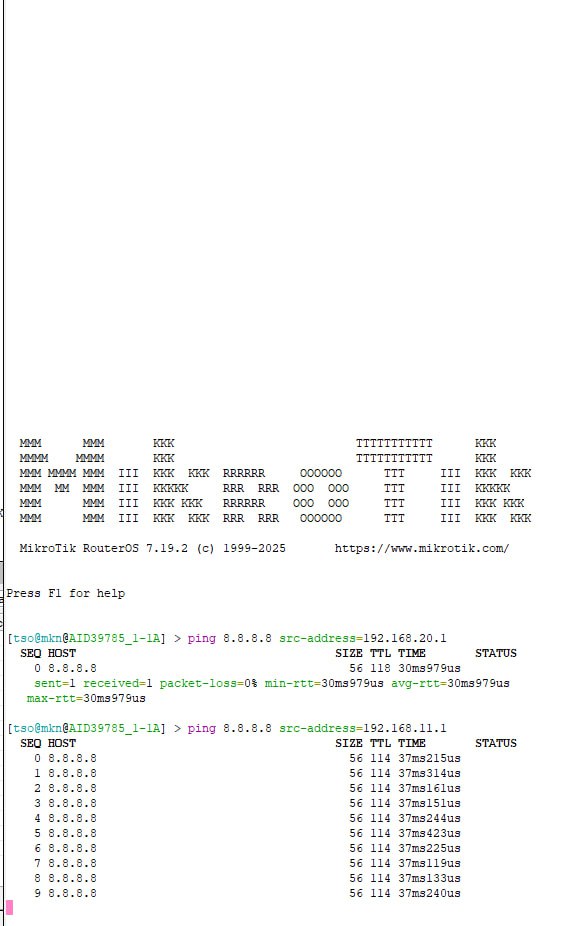 MMM      MMM       KKK                          TTTTTTTTTTT      KKK
MMMM    MMMM       KKK                          TTTTTTTTTTT      KKK
MMM MMMM MMM  III  KKK  KKK  RRRRRR     OOOOOO      TTT     III  KKK  KKK
MMM  MM  MMM  III  KKKKK     RRR  RRR  OOO  OOO     TTT     III  KKKKK
MMM      MMM  III  KKK KKK   RRRRRR    OOO  OOO     TTT     III  KKK KKK
MMM      MMM  III  KKK  KKK  RRR  RRR   OOOOOO      TTT     III  KKK  KKK
MikroTik RouterOS 7.19.2 (c) 1999-2025       https://www.mikrotik.com/
Press F1 for help
[tso@mkn@AID39785_1-1A] > ping 8.8.8.8 src-address=192.168.20.1
SEQ HOST                                     SIZE TTL TIME       STATUS
0 8.8.8.8                                    56 118 30ms979us
sent=1 received=1 packet-loss=0% min-rtt=30ms979us avg-rtt=30ms979us
max-rtt=30ms979us
[tso@mkn@AID39785_1-1A] > ping 8.8.8.8 src-address=192.168.11.1
SEQ HOST                                     SIZE TTL TIME       STATUS
0 8.8.8.8                                    56 114 37ms215us
1 8.8.8.8                                    56 114 37ms314us
2 8.8.8.8                                    56 114 37ms161us
3 8.8.8.8                                    56 114 37ms151us
4 8.8.8.8                                    56 114 37ms244us
5 8.8.8.8                                    56 114 37ms423us
6 8.8.8.8                                    56 114 37ms225us
7 8.8.8.8                                    56 114 37ms119us
8 8.8.8.8                                    56 114 37ms133us
9 8.8.8.8                                    56 114 37ms240us